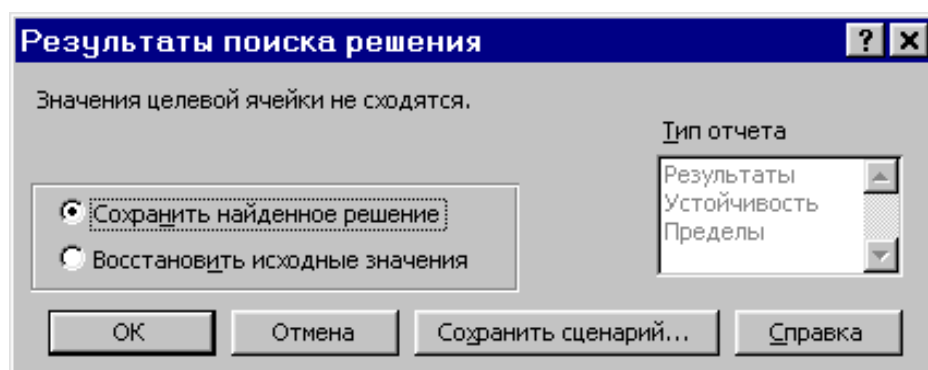 Результаты поиска решения
Значения целевой ячейки не сходятся.
Тип отчета
Результаты
Устойчивость
Пределы
Сохранить найденное решение
Восстановить исходные значения
ОК Отмена Сохранить сценарий... Справка